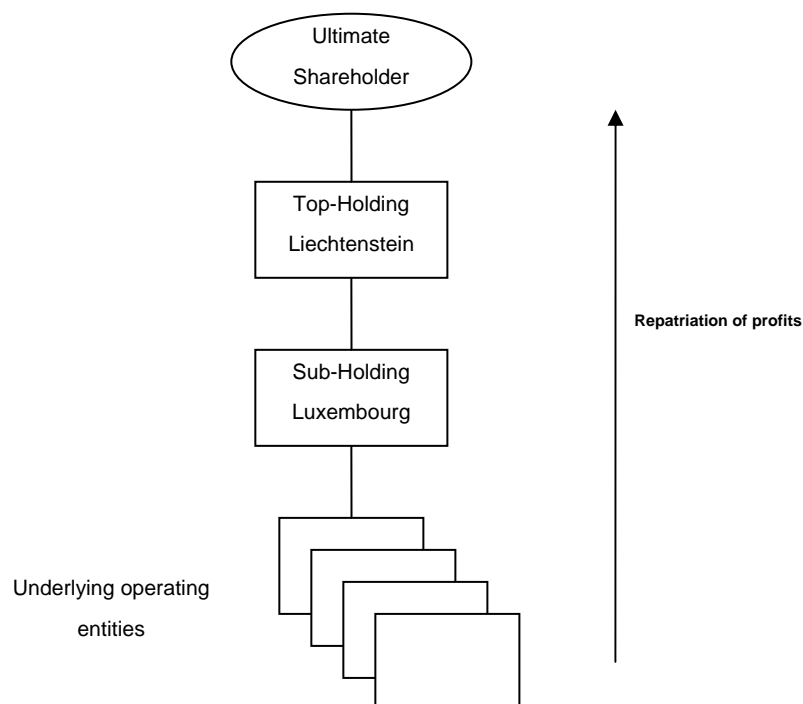 Ultimate
Shareholder
Top-Holding
Liechtenstein
Repatriation of profits
Sub-Holding
Luxembourg
Underlying operating
entities